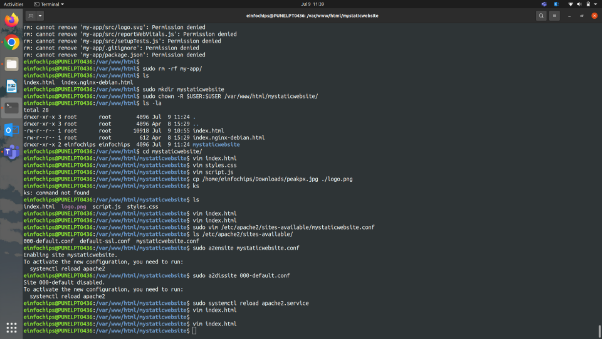 Activities
Terminal
Jul 9 11:39
einfochips@PUNELPT0436: /var/www/html/mystaticwebsite
rm: cannot remove 'my-app/src/logo.svg': Permission denied
rm: cannot remove 'my-app/src/reportWebVitals.js': Permission denied
rm: cannot remove 'my-app/src/setupTests.js': Permission denied
rm: cannot remove 'my-app/.gitignore': Permission denied
rm: cannot remove 'my-app/package.json': Permission denied
einfochips@PUNELPT0436:/var/www/html$
einfochips@PUNELPT0436:/var/www/html$ sudo rm -rf my-app/
einfochips@PUNELPT0436:/var/www/html$ ls
index.html index.nginx-debian.html
einfochips@PUNELPT0436:/var/www/html$ sudo mkdir mystaticwebsite
einfochips@PUNELPT0436:/var/www/html$ sudo chown -R $USER:$USER /var/www/html/mystaticwebsite/
einfochips@PUNELPT0436:/var/www/html$ ls -la
total 28
drwxr-xr-x 3 root root 4096 Jul 9 11:24 .
drwxr-xr-x 4 root root 4096 Apr 8 15:29 ..
-rw-r--r-- 1 root root 10918 Jul 9 10:55 index.html
-rw-r--r-- 1 root root 612 Apr 8 15:29 index.nginx-debian.html
drwxr-xr-x 2 einfochips einfochips 4096 Jul 9 11:24 mystaticwebsite
einfochips@PUNELPT0436:/var/www/html$ cd mystaticwebsite/
einfochips@PUNELPT0436:/var/www/html/mystaticwebsite$ vim index.html
einfochips@PUNELPT0436:/var/www/html/mystaticwebsite$ vim styles.css
einfochips@PUNELPT0436:/var/www/html/mystaticwebsite$ vim script.js
einfochips@PUNELPT0436:/var/www/html/mystaticwebsite$ cp /home/einfochips/Downloads/peakpx.jpg ./logo.png
einfochips@PUNELPT0436:/var/www/html/mystaticwebsite$ ks
ks: command not found
einfochips@PUNELPT0436:/var/www/html/mystaticwebsite$ ls
index.html logo.png script.js styles.css
einfochips@PUNELPT0436:/var/www/html/mystaticwebsite$ vim index.html
einfochips@PUNELPT0436:/var/www/html/mystaticwebsite$ vim index.html
einfochips@PUNELPT0436:/var/www/html/mystaticwebsite$ sudo vim /etc/apache2/sites-available/mystaticwebsite.conf
einfochips@PUNELPT0436:/var/www/html/mystaticwebsite$ ls /etc/apache2/sites-available/
000-default.conf default-ssl.conf mystaticwebsite.conf
einfochips@PUNELPT0436:/var/www/html/mystaticwebsite$ sudo a2ensite mystaticwebsite.conf
Enabling site mystaticwebsite.
To activate the new configuration, you need to run:
systemctl reload apache2
einfochips@PUNELPT0436:/var/www/html/mystaticwebsite$ sudo a2dissite 000-default.conf
Site 000-default disabled.
To activate the new configuration, you need to run:
systemctl reload apache2
einfochips@PUNELPT0436:/var/www/html/mystaticwebsite$ sudo systemctl reload apache2.service
einfochips@PUNELPT0436:/var/www/html/mystaticwebsite$ vim index.html
einfochips@PUNELPT0436:/var/www/html/mystaticwebsite$
einfochips@PUNELPT0436:/var/www/html/mystaticwebsite$ vim index.html
einfochips@PUNELPT0436:/var/www/html/mystaticwebsite$